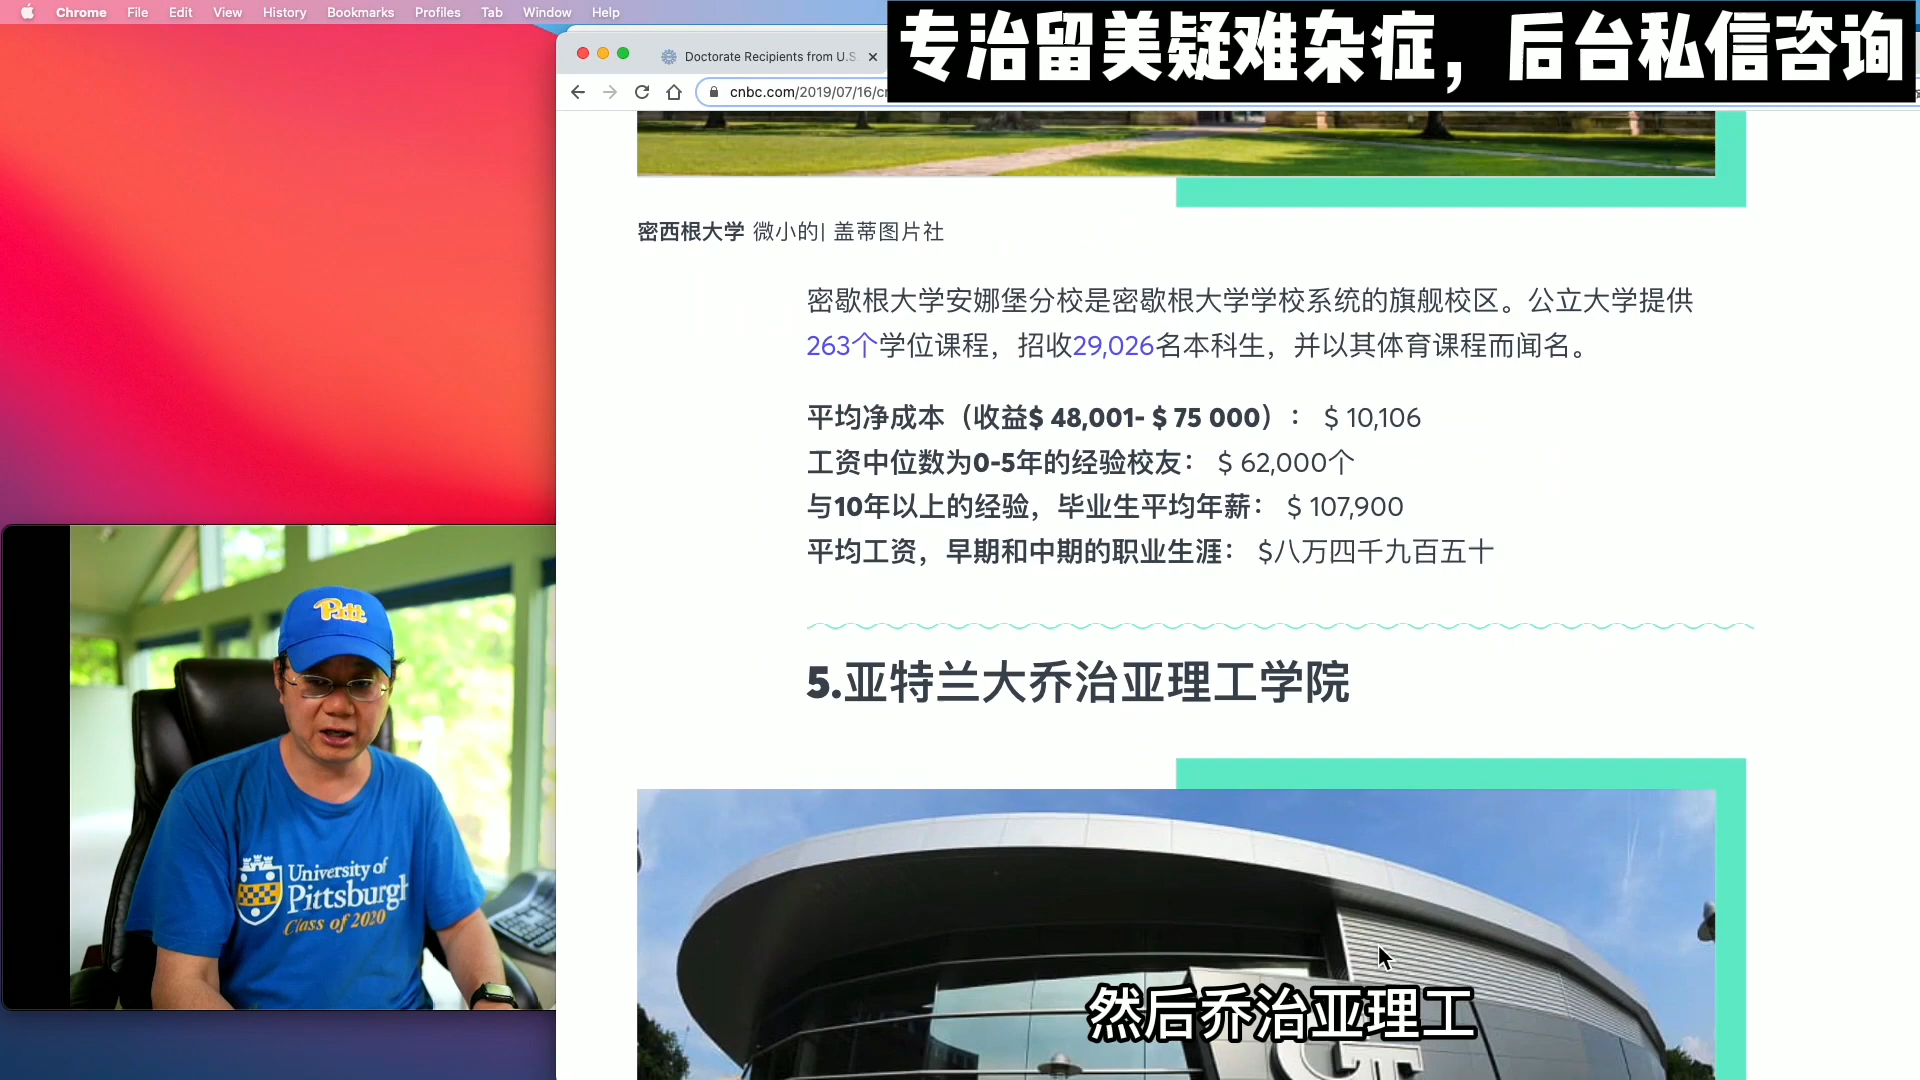 Chrome File Edit View History Bookmarks Profiles Tab Window Help
专治留美疑难杂症，后台私信咨询
Doctorate Recipients from U.S
cnbc.com/2019/07/16/c
密西根大学 微小的| 盖蒂图片社
密歇根大学安娜堡分校是密歇根大学学校系统的旗舰校区。公立大学提供
263个学位课程，招收29,026名本科生，并以其体育课程而闻名。
平均净成本（收益$ 48,001- $ 75 000）： $ 10,106
工资中位数为0-5年的经验校友： $ 62,000个
与10年以上的经验，毕业生平均年薪： $ 107,900
平均工资，早期和中期的职业生涯： $八万四千九百五十
5.亚特兰大乔治亚理工学院
Pitt
University of
Pittsburgh
Class of 2020
然后乔治亚理工
GT